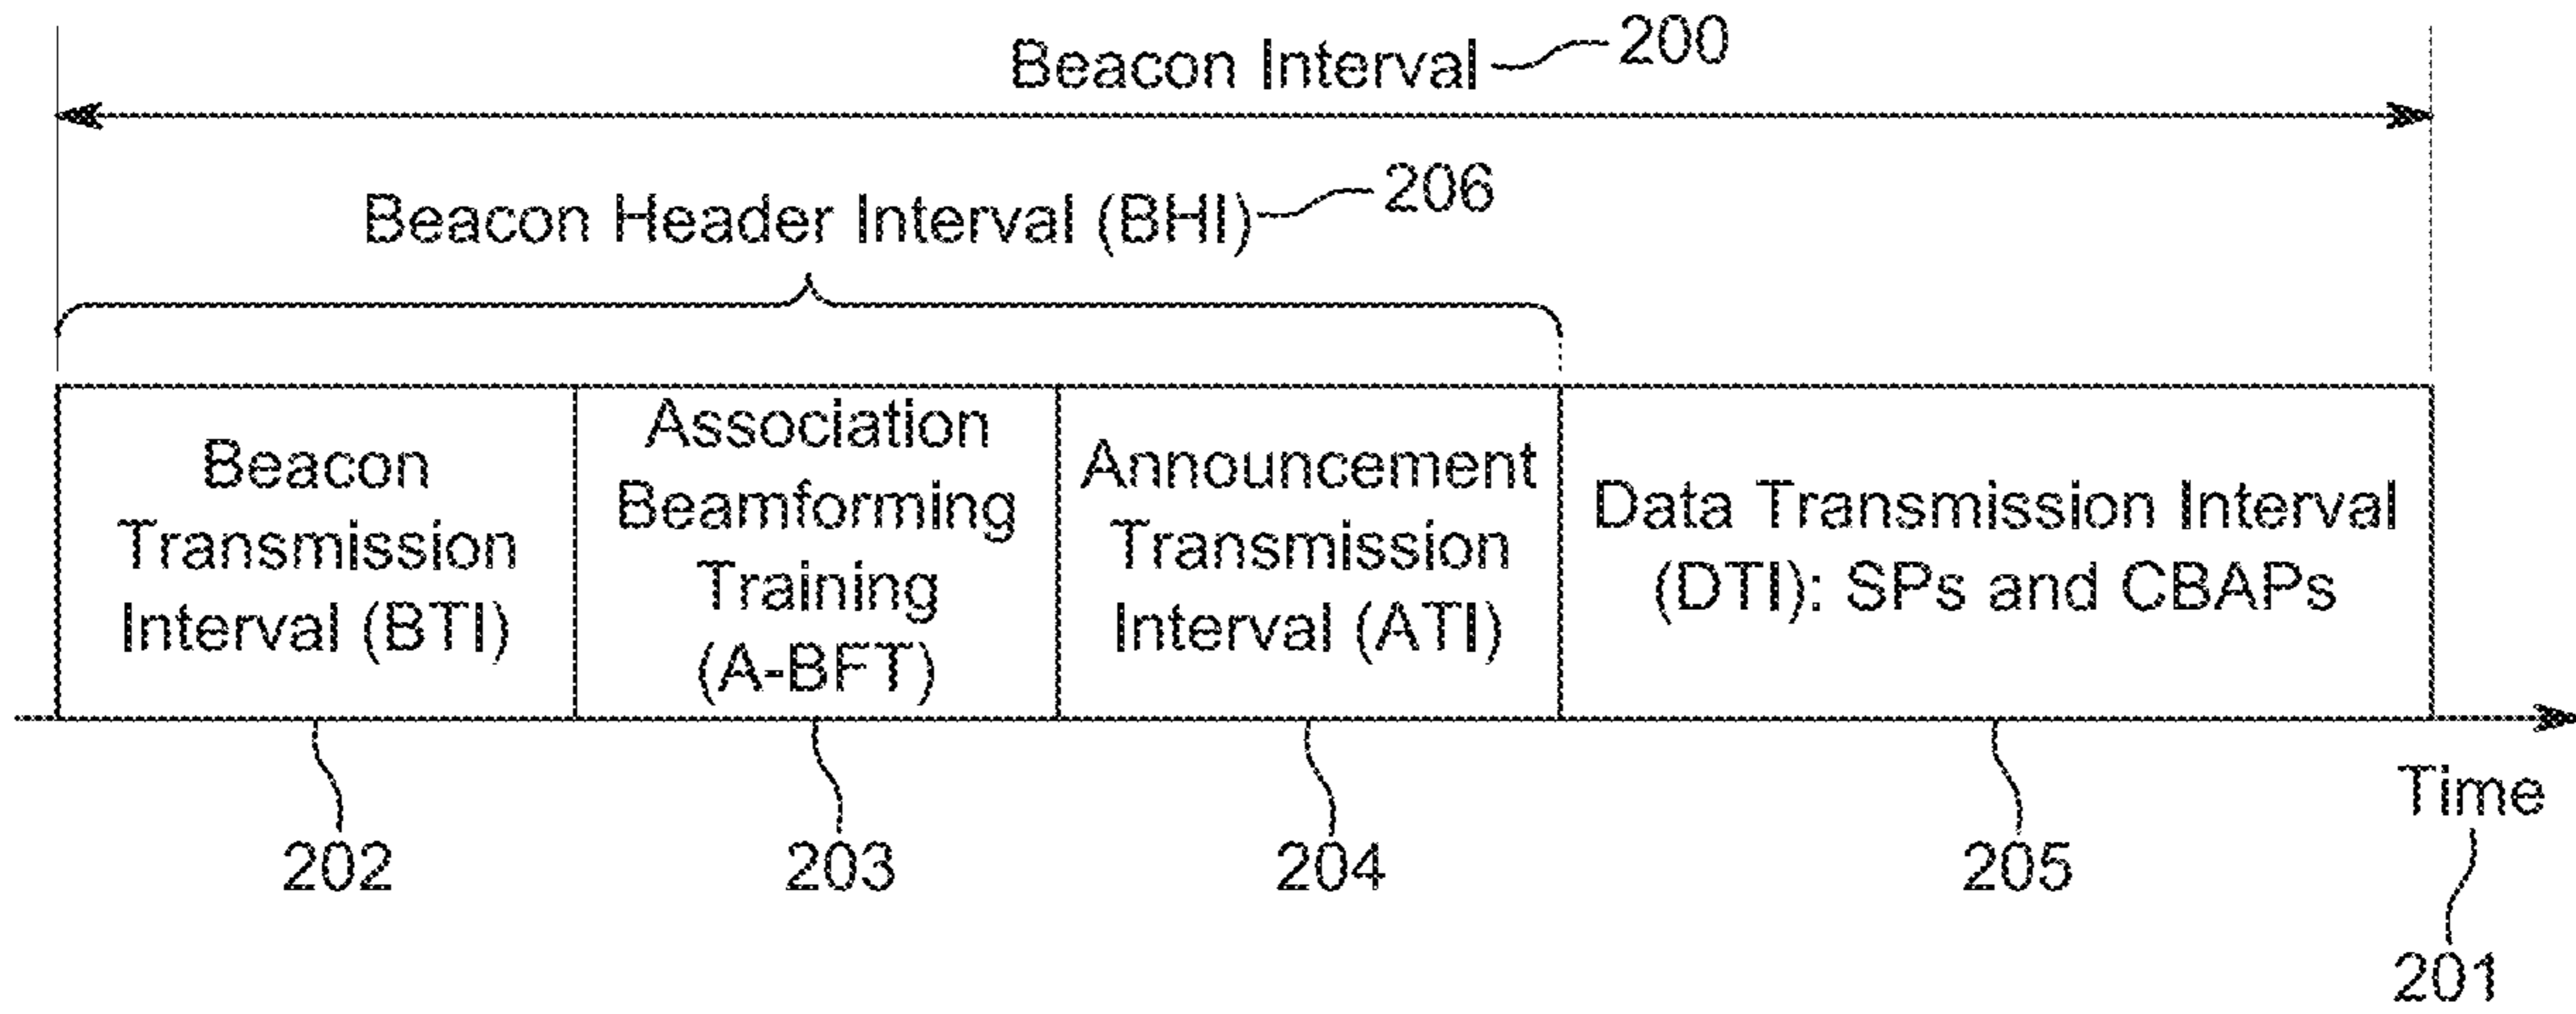 Beacon Interval 200
Beacon Header Interval (BHI) 206
Beacon
Transmission
Interval (BTI)
Association
Beamforming
Training
(A-BFT)
Announcement
Transmission
Interval (ATI)
Data Transmission Interval
(DTI): SPs and CBAPs
Time
202
203
204
205
201